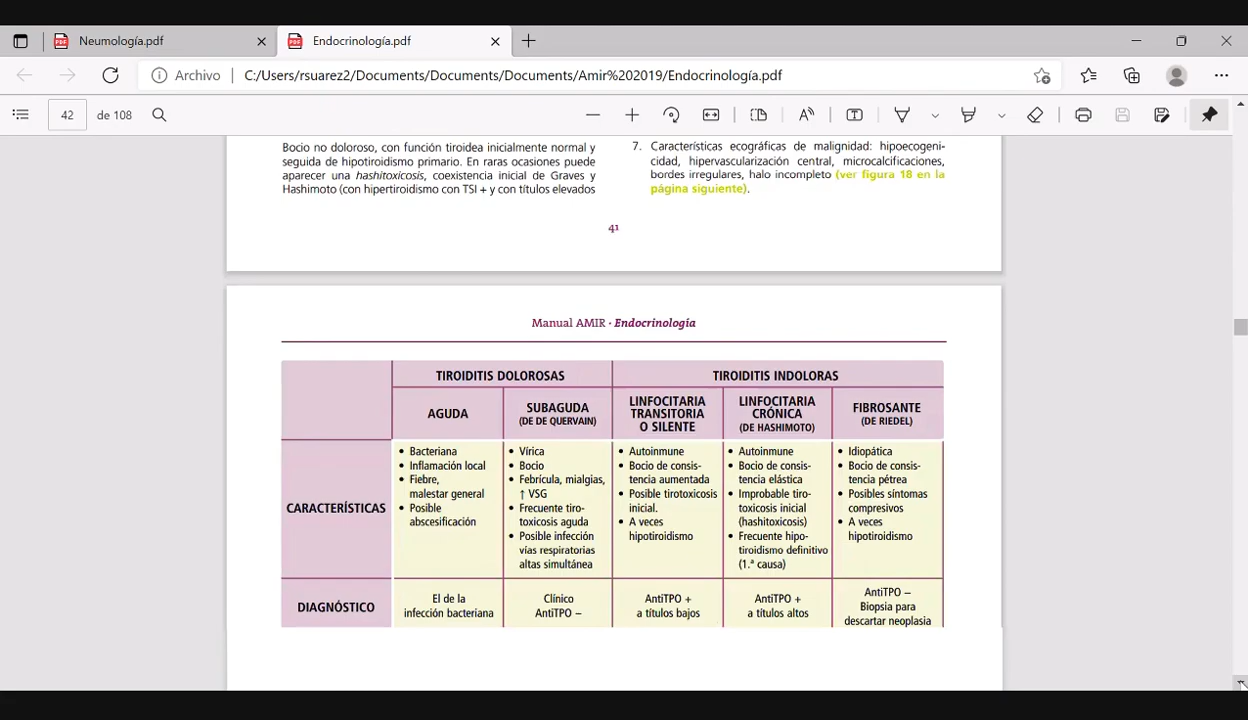 Neumología.pdf
Endocrinología.pdf
Archivo
C:/Users/rsuarez2/Documents/Documents/Documents/Amir%202019/Endocrinología.pdf
42
de 108
Bocio no doloroso, con función tiroidea inicialmente normal y
seguida de hipotiroidismo primario. En raras ocasiones puede
aparecer una hashitoxicosis, coexistencia inicial de Graves y
Hashimoto (con hipertiroidismo con TSI + y con títulos elevados
7. Características ecográficas de malignidad: hipoecogeni-
cidad, hipervascularización central, microcalcificaciones,
bordes irregulares, halo incompleto (ver figura 18 en la
página siguiente).
41
Manual AMIR · Endocrinología
TIROIDITIS DOLOROSAS
TIROIDITIS INDOLORAS
AGUDA
SUBAGUDA
(DE DE QUERVAIN)
LINFOCITARIA
TRANSITORIA
O SILENTE
LINFOCITARIA
CRÓNICA
(DE HASHIMOTO)
FIBROSANTE
(DE RIEDEL)
CARACTERÍSTICAS
• Bacteriana
• Inflamación local
• Fiebre,
malestar general
• Posible
abscesificación
• Vírica
• Bocio
• Febrícula, mialgias,
↑ VSG
• Frecuente tiro-
toxicosis aguda
• Posible infección
vías respiratorias
altas simultánea
• Autoinmune
• Bocio de consis-
tencia aumentada
• Posible tirotoxicosis
inicial.
• A veces
hipotiroidismo
• Autoinmune
• Bocio de consis-
tencia elástica
• Improbable tiro-
toxicosis inicial
(hashitoxicosis)
• Frecuente hipo-
tiroidismo definitivo
(1.ª causa)
• Idiopática
• Bocio de consis-
tencia pétrea
• Posibles síntomas
compresivos
• A veces
hipotiroidismo
DIAGNÓSTICO
El de la
infección bacteriana
Clínico
AntiTPO −
AntiTPO +
a títulos bajos
AntiTPO +
a títulos altos
AntiTPO −
Biopsia para
descartar neoplasia